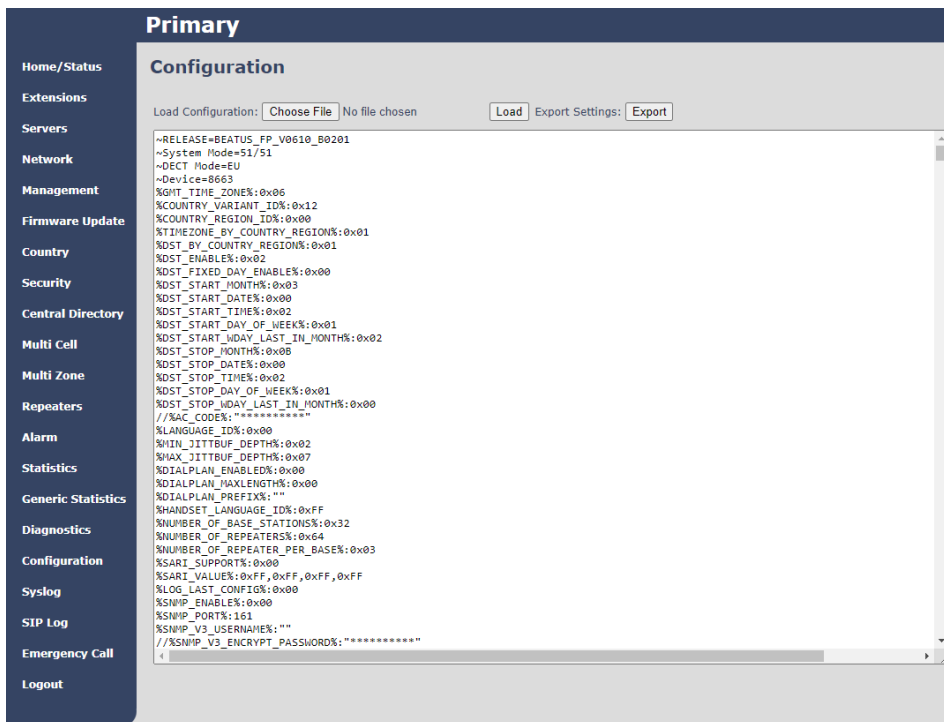 Primary
Home/Status
Extensions
Servers
Network
Management
Firmware Update
Country
Security
Central Directory
Multi Cell
Multi Zone
Repeaters
Alarm
Statistics
Generic Statistics
Diagnostics
Configuration
Syslog
SIP Log
Emergency Call
Logout
Configuration
Load Configuration: Choose File No file chosen Load Export Settings: Export
~RELEASE=BEATUS_FP_V0610_B0201
~System Mode=51/51
~DECT Mode=EU
~Device=8663
%GMT_TIME_ZONE%:0x06
%COUNTRY_VARIANT_ID%:0x12
%COUNTRY_REGION_ID%:0x00
%TIMEZONE_BY_COUNTRY_REGION%:0x01
%DST_BY_COUNTRY_REGION%:0x01
%DST_ENABLE%:0x02
%DST_FIXED_DAY_ENABLE%:0x00
%DST_START_MONTH%:0x03
%DST_START_DATE%:0x00
%DST_START_TIME%:0x02
%DST_START_DAY_OF_WEEK%:0x01
%DST_START_WDAY_LAST_IN_MONTH%:0x02
%DST_STOP_MONTH%:0x0B
%DST_STOP_DATE%:0x00
%DST_STOP_TIME%:0x02
%DST_STOP_DAY_OF_WEEK%:0x01
%DST_STOP_WDAY_LAST_IN_MONTH%:0x00
//%AC_CODE%:"**********"
%LANGUAGE_ID%:0x00
%MIN_JITTBUF_DEPTH%:0x02
%MAX_JITTBUF_DEPTH%:0x07
%DIALPLAN_ENABLED%:0x00
%DIALPLAN_MAXLENGTH%:0x00
%DIALPLAN_PREFIX%:""
%HANDSET_LANGUAGE_ID%:0xFF
%NUMBER_OF_BASE_STATIONS%:0x32
%NUMBER_OF_REPEATERS%:0x64
%NUMBER_OF_REPEATER_PER_BASE%:0x03
%SARI_SUPPORT%:0x00
%SARI_VALUE%:0xFF,0xFF,0xFF,0xFF
%LOG_LAST_CONFIG%:0x00
%SNMP_ENABLE%:0x00
%SNMP_PORT%:161
%SNMP_V3_USERNAME%:""
//%SNMP_V3_ENCRYPT_PASSWORD%:"**********"